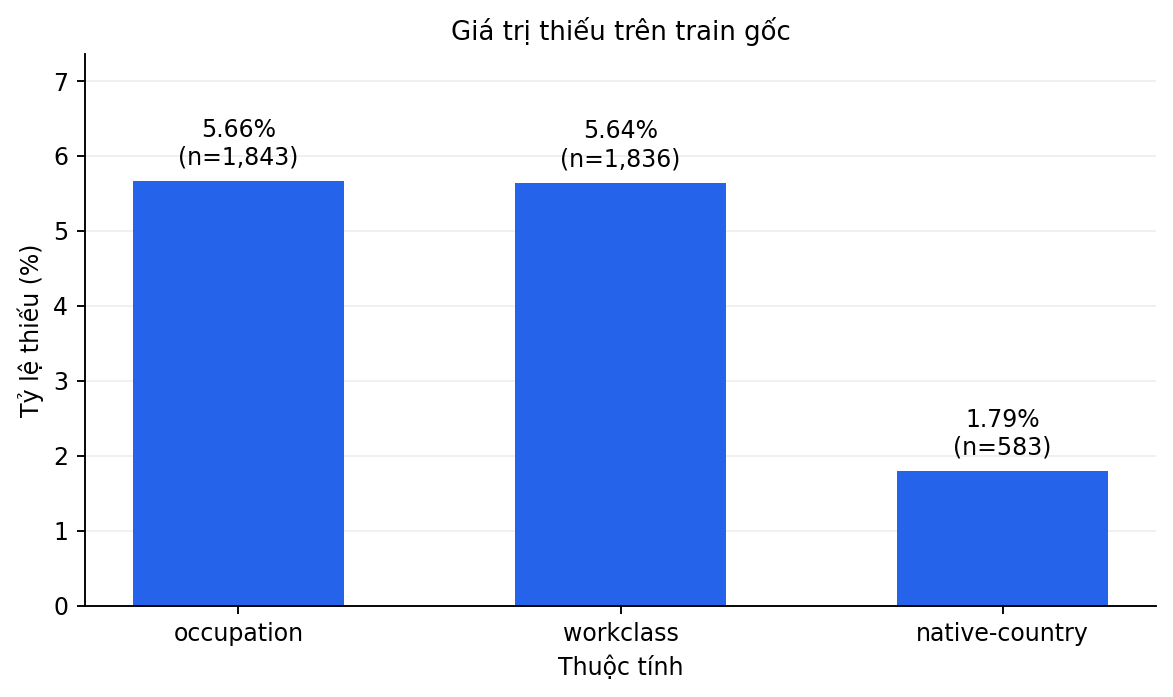 Giá trị thiếu trên train gốc
Tỷ lệ thiếu (%)
7
6
5
4
3
2
1
0
5.66%
(n=1,843)
5.64%
(n=1,836)
1.79%
(n=583)
occupation
workclass
native-country
Thuộc tính